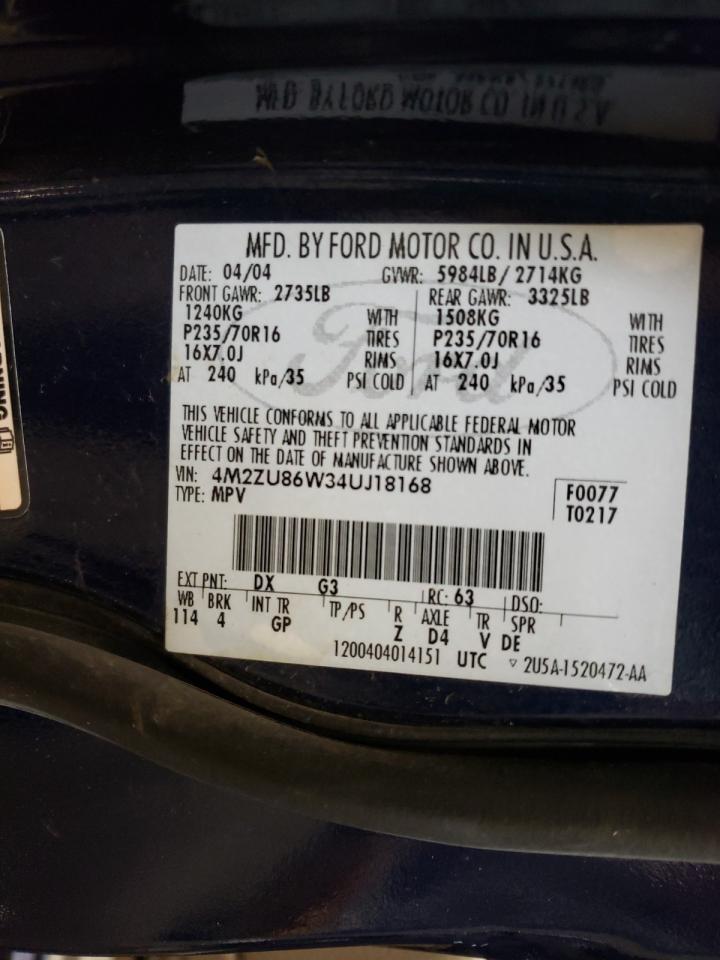 MFD. BY FORD MOTOR CO. IN U.S.A.
MFD. BY FORD MOTOR CO. IN U.S.A.
DATE: 04/04 GVWR: 5984LB/ 2714KG
FRONT GAWR: 2735LB REAR GAWR: 3325LB
1240KG WITH 1508KG WITH
P235/70R16 TIRES P235/70R16 TIRES
16X7.0J RIMS 16X7.0J RIMS
AT 240 kPa/35 PSI COLD AT 240 kPa/35 PSI COLD
Ford
THIS VEHICLE CONFORMS TO ALL APPLICABLE FEDERAL MOTOR
VEHICLE SAFETY AND THEFT PREVENTION STANDARDS IN
EFFECT ON THE DATE OF MANUFACTURE SHOWN ABOVE.
VIN: 4M2ZU86W34UJ18168 F0077
TYPE: MPV T0217
EXT PNT: DX G3 RC: 63 DSO:
WB BRK INT TR TP/PS R AXLE TR SPR
114 4 GP Z D4 V DE
1200404014151 UTC ▽ 2U5A-1520472-AA